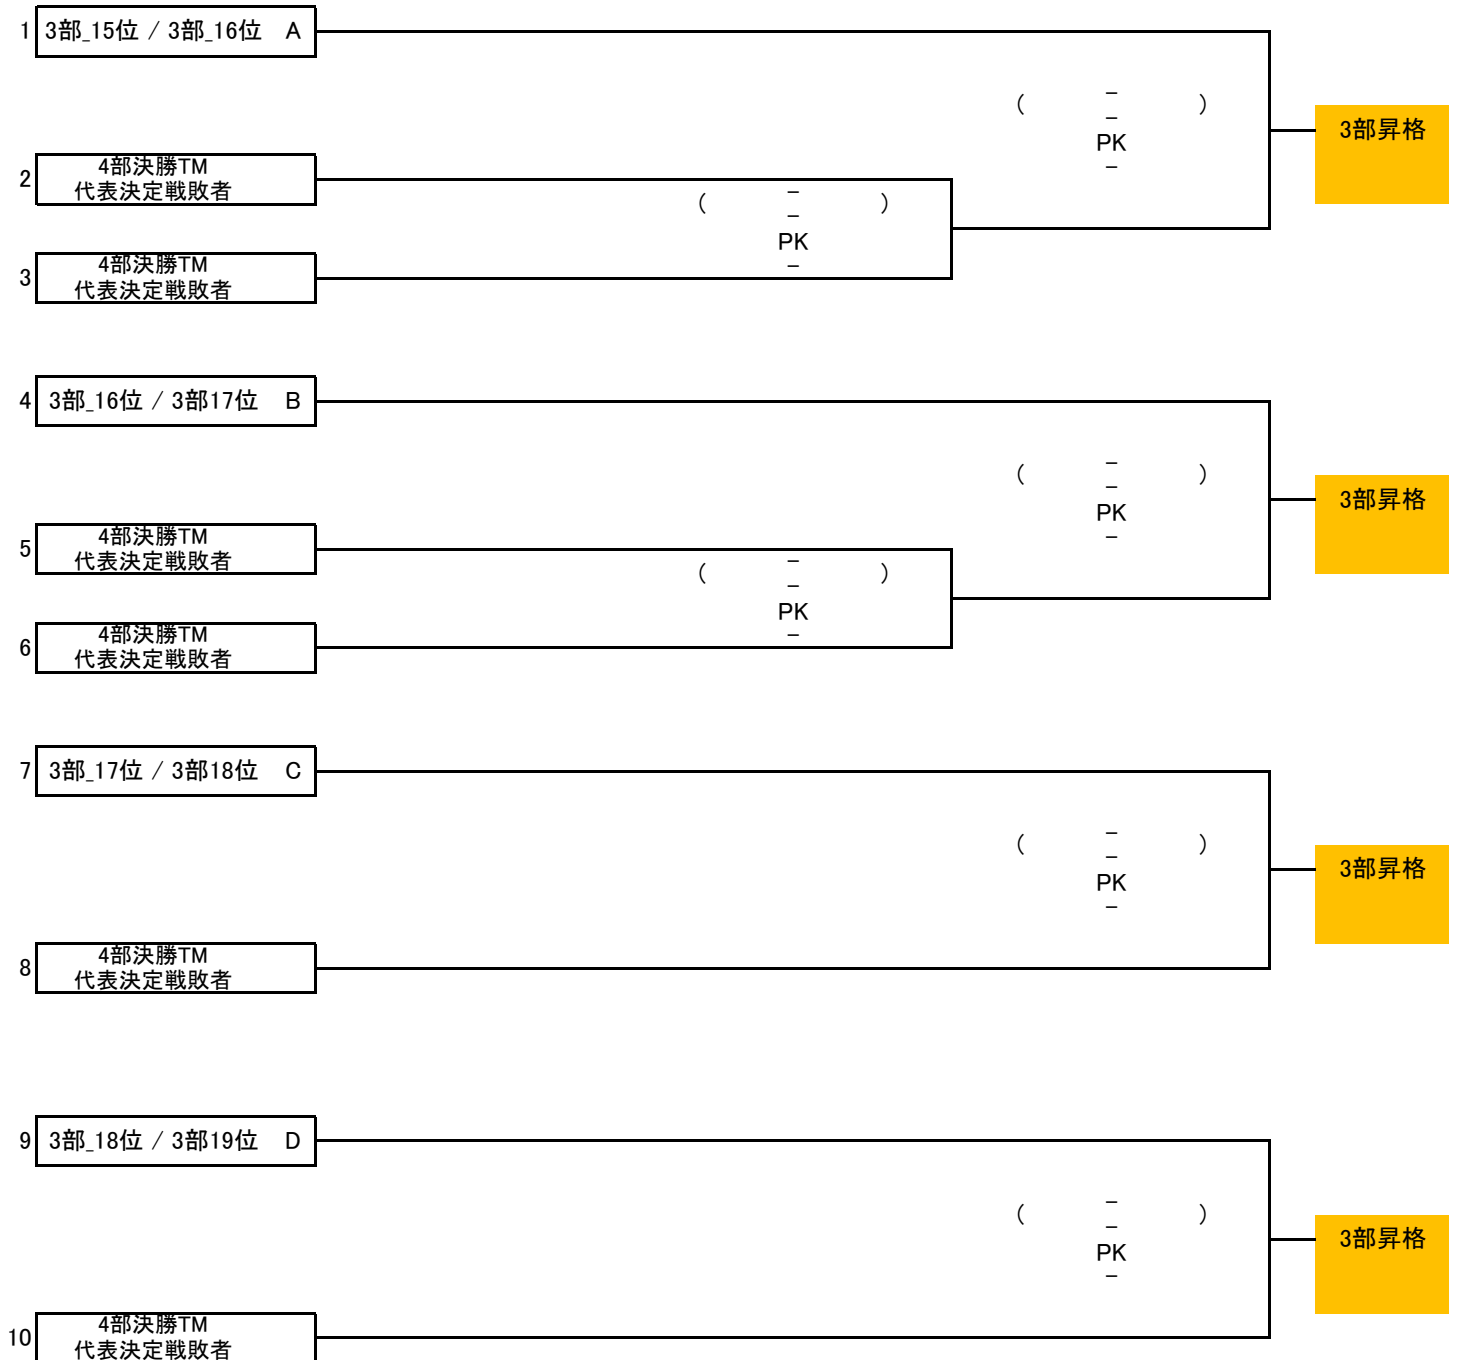 1 3部_15位 / 3部_16位 A
( - )
-
PK
-
3部昇格
2 4部決勝TM
代表決定戦敗者
( - )
-
PK
-
3 4部決勝TM
代表決定戦敗者
4 3部_16位 / 3部17位 B
( - )
-
PK
-
3部昇格
5 4部決勝TM
代表決定戦敗者
( - )
-
PK
-
6 4部決勝TM
代表決定戦敗者
7 3部_17位 / 3部18位 C
( - )
-
PK
-
3部昇格
8 4部決勝TM
代表決定戦敗者
9 3部_18位 / 3部19位 D
( - )
-
PK
-
3部昇格
10 4部決勝TM
代表決定戦敗者